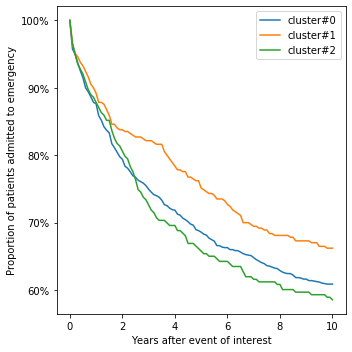 cluster#0
cluster#1
cluster#2
Proportion of patients admitted to emergency
100%
90%
80%
70%
60%
0 2 4 6 8 10
Years after event of interest